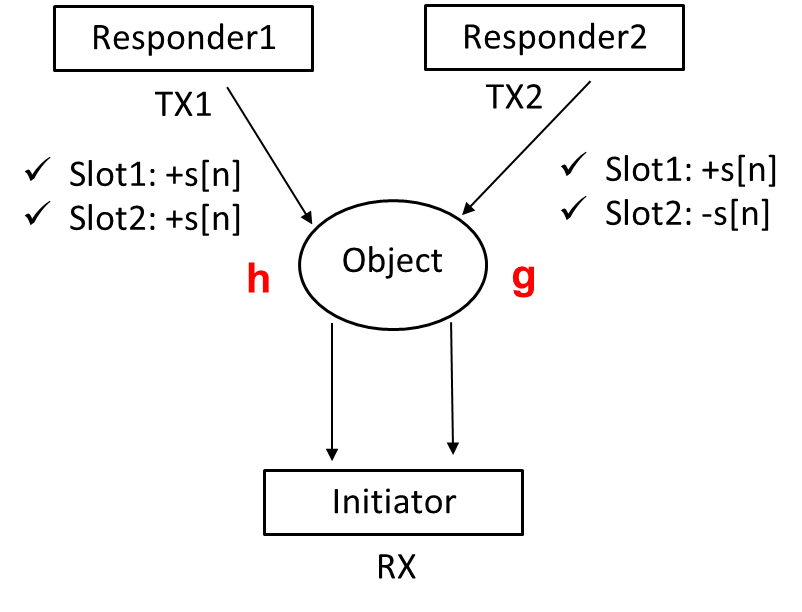 Responder1
Responder2
TX1
TX2
✓ Slot1: +s[n]
✓ Slot2: +s[n]
✓ Slot1: +s[n]
✓ Slot2: -s[n]
Object
h
g
Initiator
RX